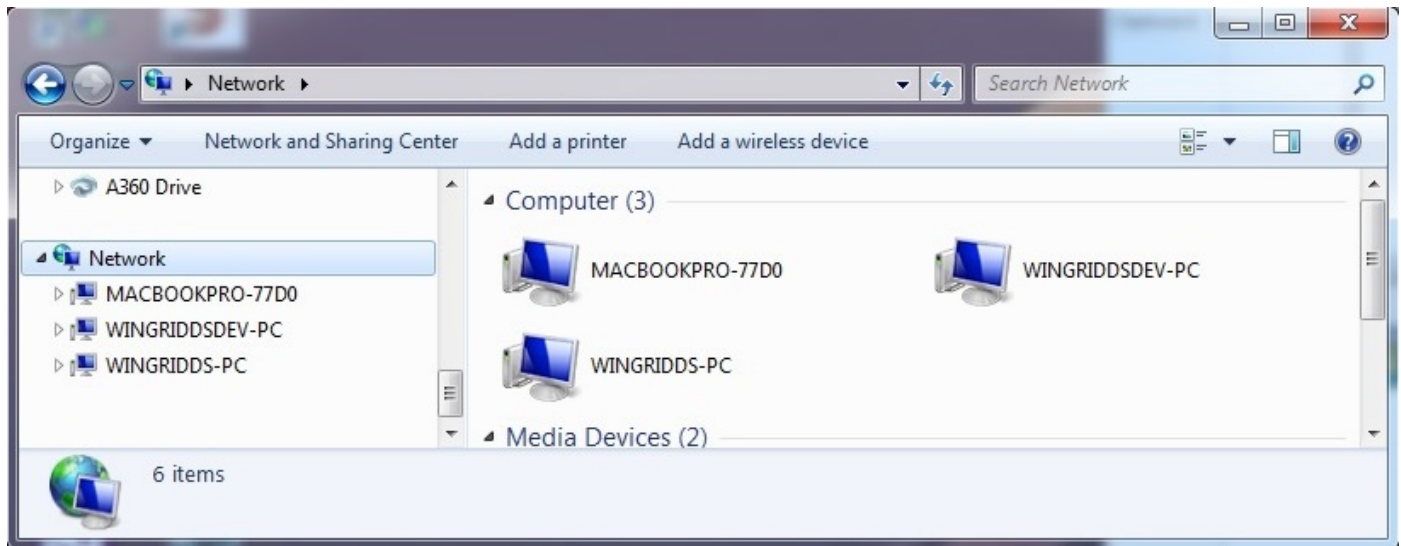 Network
Search Network
Organize
Network and Sharing Center
Add a printer
Add a wireless device
A360 Drive
Network
MACBOOKPRO-77D0
WINGRIDDSDEV-PC
WINGRIDDS-PC
Computer (3)
MACBOOKPRO-77D0
WINGRIDDSDEV-PC
WINGRIDDS-PC
Media Devices (2)
6 items